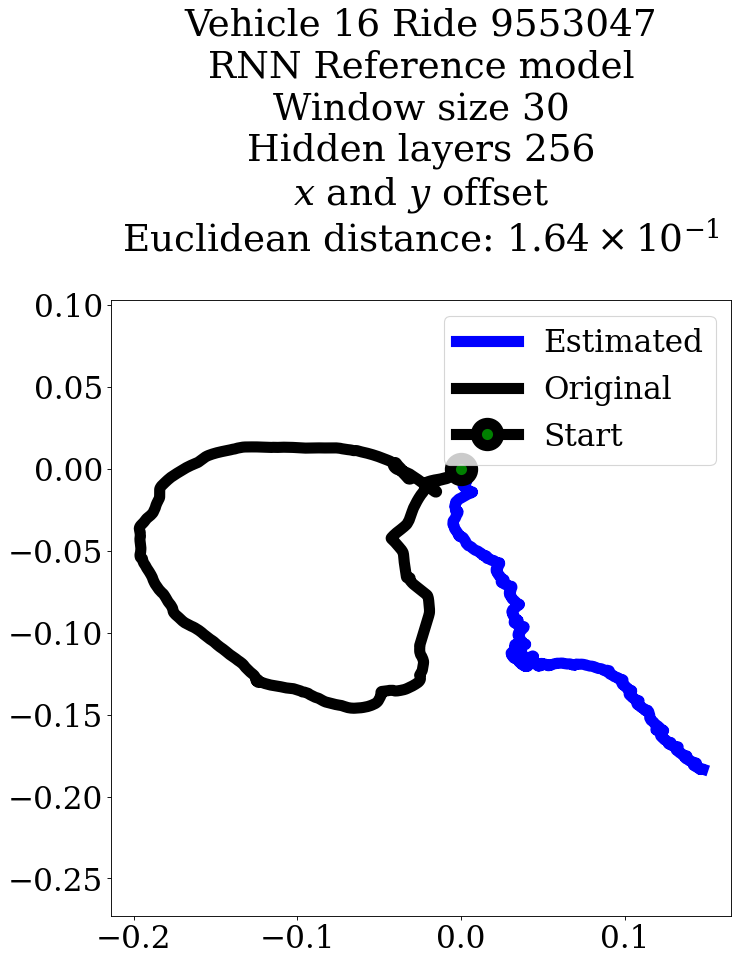 Vehicle 16 Ride 9553047
RNN Reference model
Window size 30
Hidden layers 256
x and y offset
Euclidean distance: 1.64 × 10⁻¹
Estimated
Original
Start
0.10
0.05
0.00
−0.05
−0.10
−0.15
−0.20
−0.25
−0.2
−0.1
0.0
0.1